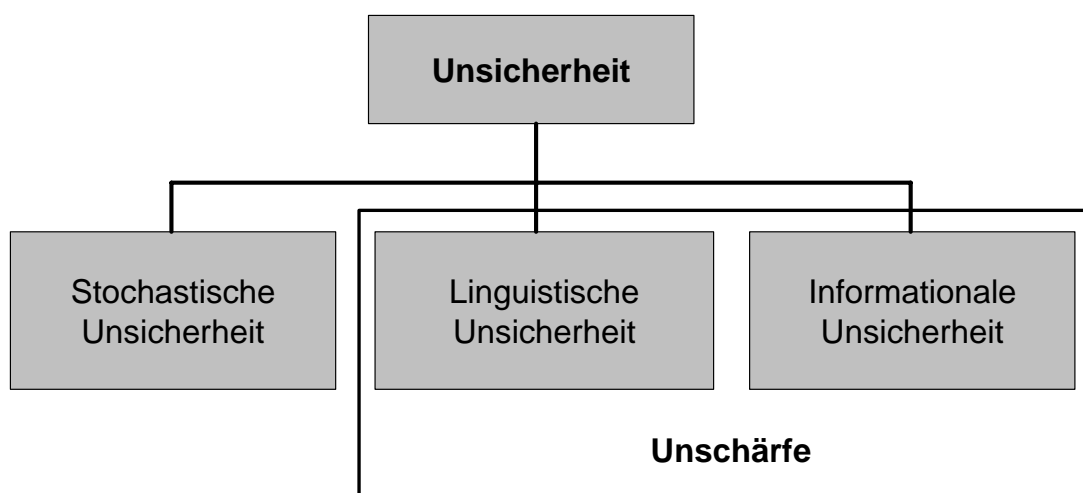 Unsicherheit
Stochastische
Unsicherheit
Linguistische
Unsicherheit
Informationale
Unsicherheit
Unschärfe